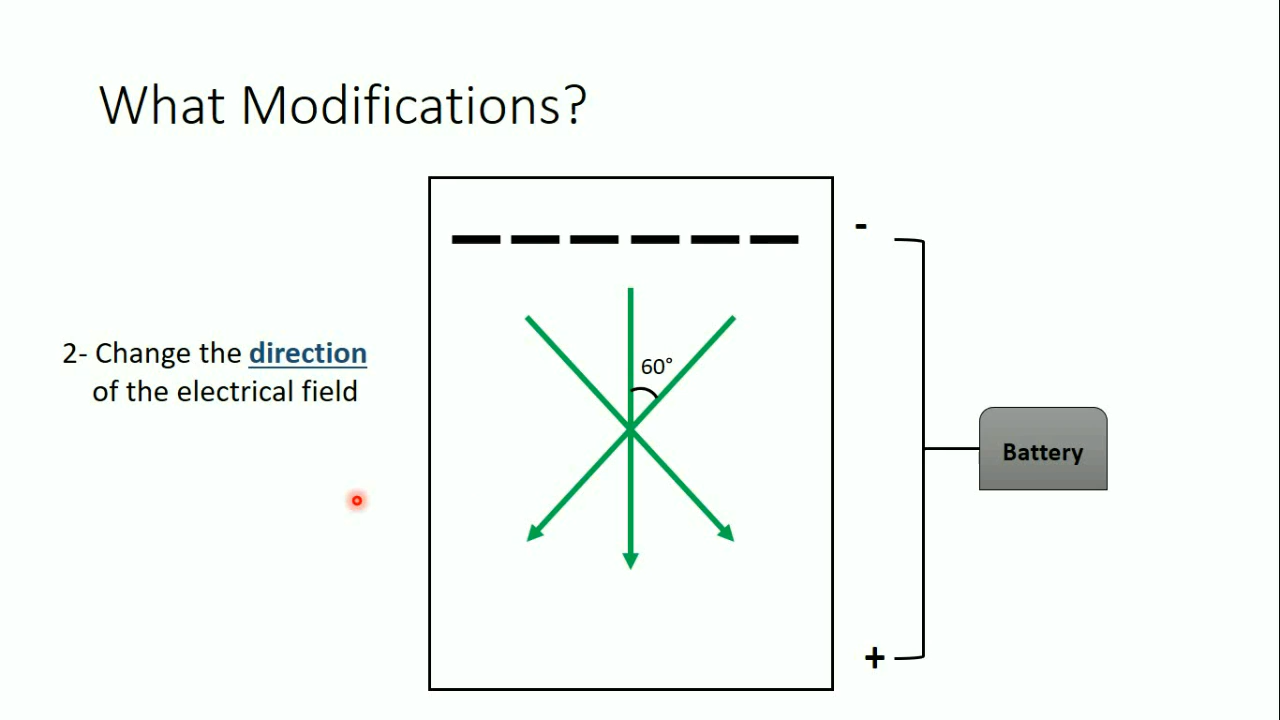 What Modifications?
-
2- Change the direction
of the electrical field
60°
Battery
+